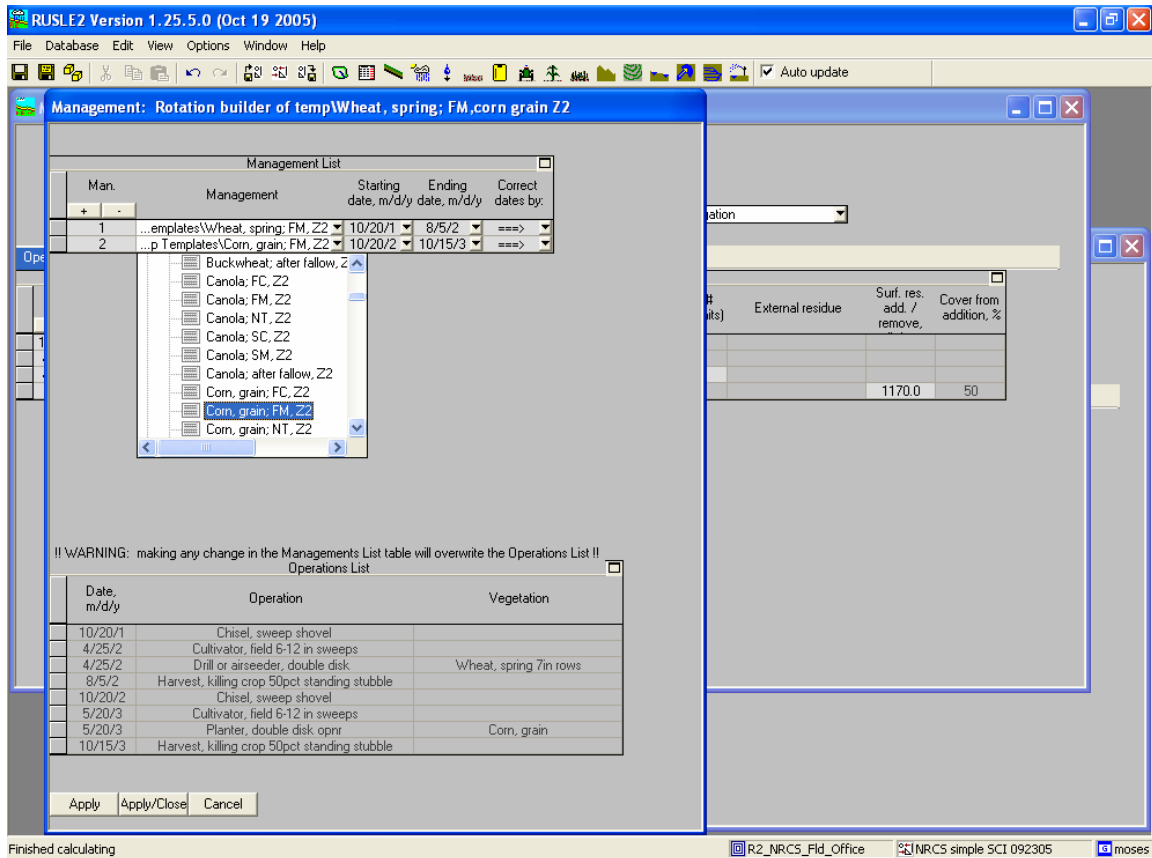 RUSLE2 Version 1.25.5.0 (Oct 19 2005)
File Database Edit View Options Window Help
Auto update
Management: Rotation builder of temp\Wheat, spring; FM,corn grain Z2
Management List
Man. Management Starting date, m/d/y Ending date, m/d/y Correct dates by:
+ -
1 ...emplates\Wheat, spring; FM, Z2 10/20/1 8/5/2 ===>
2 ...p Templates\Corn, grain; FM, Z2 10/20/2 10/15/3 ===>
Buckwheat; after fallow, Z
Canola; FC, Z2
Canola; FM, Z2
Canola; NT, Z2
Canola; SC, Z2
Canola; SM, Z2
Canola; after fallow, Z2
Corn, grain; FC, Z2
Corn, grain; FM, Z2
Corn, grain; NT, Z2
!! WARNING: making any change in the Managements List table will overwrite the Operations List !!
Operations List
Date, m/d/y Operation Vegetation
10/20/1 Chisel, sweep shovel
4/25/2 Cultivator, field 6-12 in sweeps
4/25/2 Drill or airseeder, double disk Wheat, spring 7in rows
8/5/2 Harvest, killing crop 50pct standing stubble
10/20/2 Chisel, sweep shovel
5/20/3 Cultivator, field 6-12 in sweeps
5/20/3 Planter, double disk opnr Corn, grain
10/15/3 Harvest, killing crop 50pct standing stubble
Apply Apply/Close Cancel
Ope
1
gation
#
its)
External residue
Surf. res. add. / remove,
Cover from addition, %
1170.0 50
Finished calculating
R2_NRCS_Fld_Office
NRCS simple SCI 092305
G moses